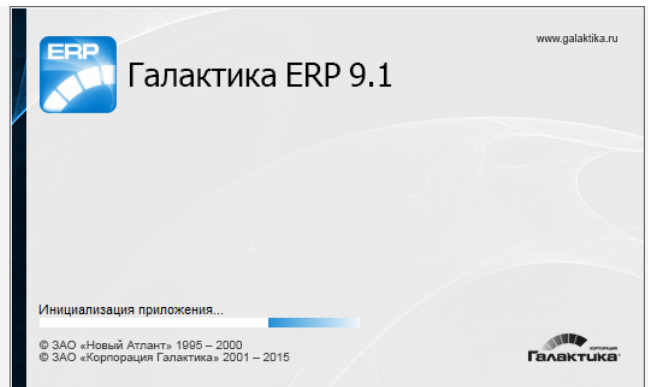 www.galaktika.ru
ERP
Галактика ERP 9.1
Инициализация приложения...
© ЗАО «Новый Атлант» 1995 – 2000
© ЗАО «Корпорация Галактика» 2001 – 2015
КОРПОРАЦИЯ
Галактика